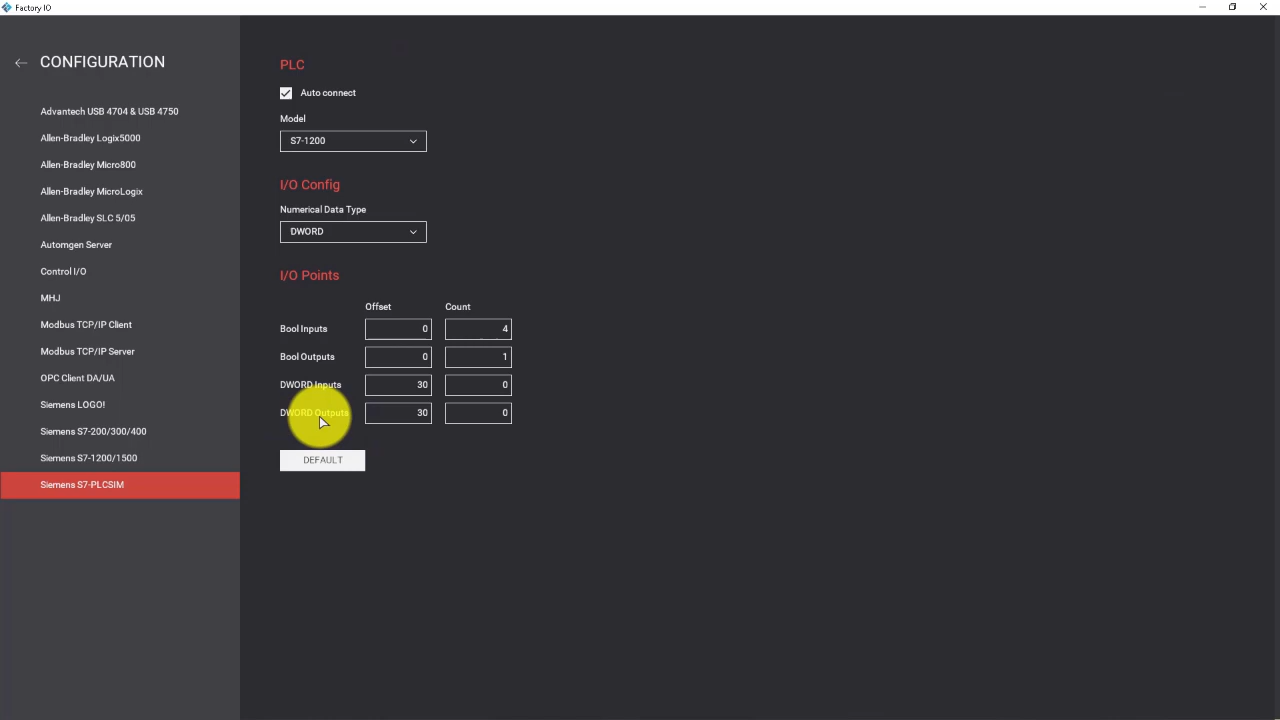 Factory IO
CONFIGURATION
Advantech USB 4704 & USB 4750
Allen-Bradley Logix5000
Allen-Bradley Micro800
Allen-Bradley MicroLogix
Allen-Bradley SLC 5/05
Automgen Server
Control I/O
MHJ
Modbus TCP/IP Client
Modbus TCP/IP Server
OPC Client DA/UA
Siemens LOGO!
Siemens S7-200/300/400
Siemens S7-1200/1500
Siemens S7-PLCSIM
PLC
Auto connect
Model
S7-1200
I/O Config
Numerical Data Type
DWORD
I/O Points
Offset Count
Bool Inputs 0 4
Bool Outputs 0 1
DWORD Inputs 30 0
DWORD Outputs 30 0
DEFAULT